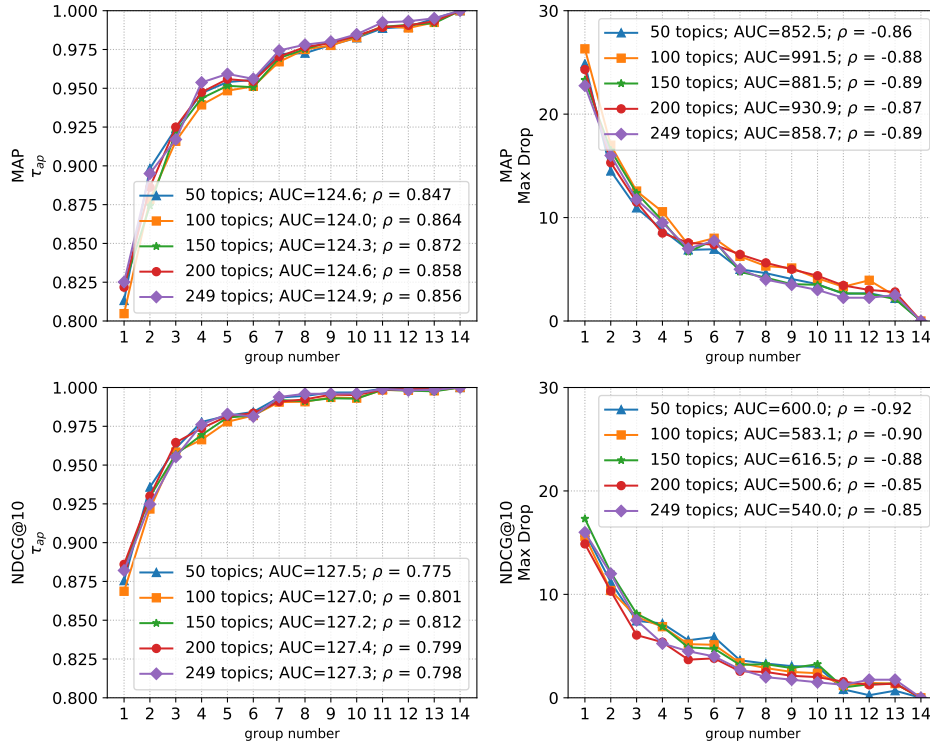 1.000
0.975
0.950
0.925
0.900
0.875
0.850
0.825
0.800
MAP
τap
50 topics; AUC=124.6; ρ = 0.847
100 topics; AUC=124.0; ρ = 0.864
150 topics; AUC=124.3; ρ = 0.872
200 topics; AUC=124.6; ρ = 0.858
249 topics; AUC=124.9; ρ = 0.856
1 2 3 4 5 6 7 8 9 10 11 12 13 14
group number
30
20
10
0
MAP
Max Drop
50 topics; AUC=852.5; ρ = -0.86
100 topics; AUC=991.5; ρ = -0.88
150 topics; AUC=881.5; ρ = -0.89
200 topics; AUC=930.9; ρ = -0.87
249 topics; AUC=858.7; ρ = -0.89
1 2 3 4 5 6 7 8 9 10 11 12 13 14
group number
1.000
0.975
0.950
0.925
0.900
0.875
0.850
0.825
0.800
NDCG@10
τap
50 topics; AUC=127.5; ρ = 0.775
100 topics; AUC=127.0; ρ = 0.801
150 topics; AUC=127.2; ρ = 0.812
200 topics; AUC=127.4; ρ = 0.799
249 topics; AUC=127.3; ρ = 0.798
1 2 3 4 5 6 7 8 9 10 11 12 13 14
group number
30
20
10
0
NDCG@10
Max Drop
50 topics; AUC=600.0; ρ = -0.92
100 topics; AUC=583.1; ρ = -0.90
150 topics; AUC=616.5; ρ = -0.88
200 topics; AUC=500.6; ρ = -0.85
249 topics; AUC=540.0; ρ = -0.85
1 2 3 4 5 6 7 8 9 10 11 12 13 14
group number